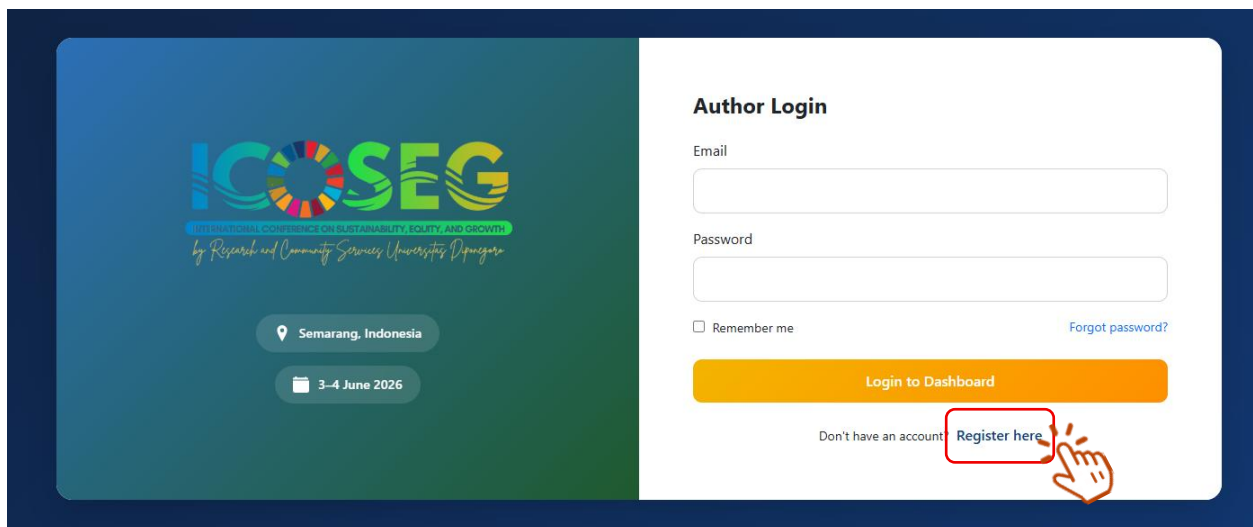 ICOSEG
INTERNATIONAL CONFERENCE ON SUSTAINABILITY, EQUITY, AND GROWTH
by Research and Community Services Universitas Diponegoro
Semarang, Indonesia
3–4 June 2026
Author Login
Email
Password
Remember me
Forgot password?
Login to Dashboard
Don't have an account? Register here